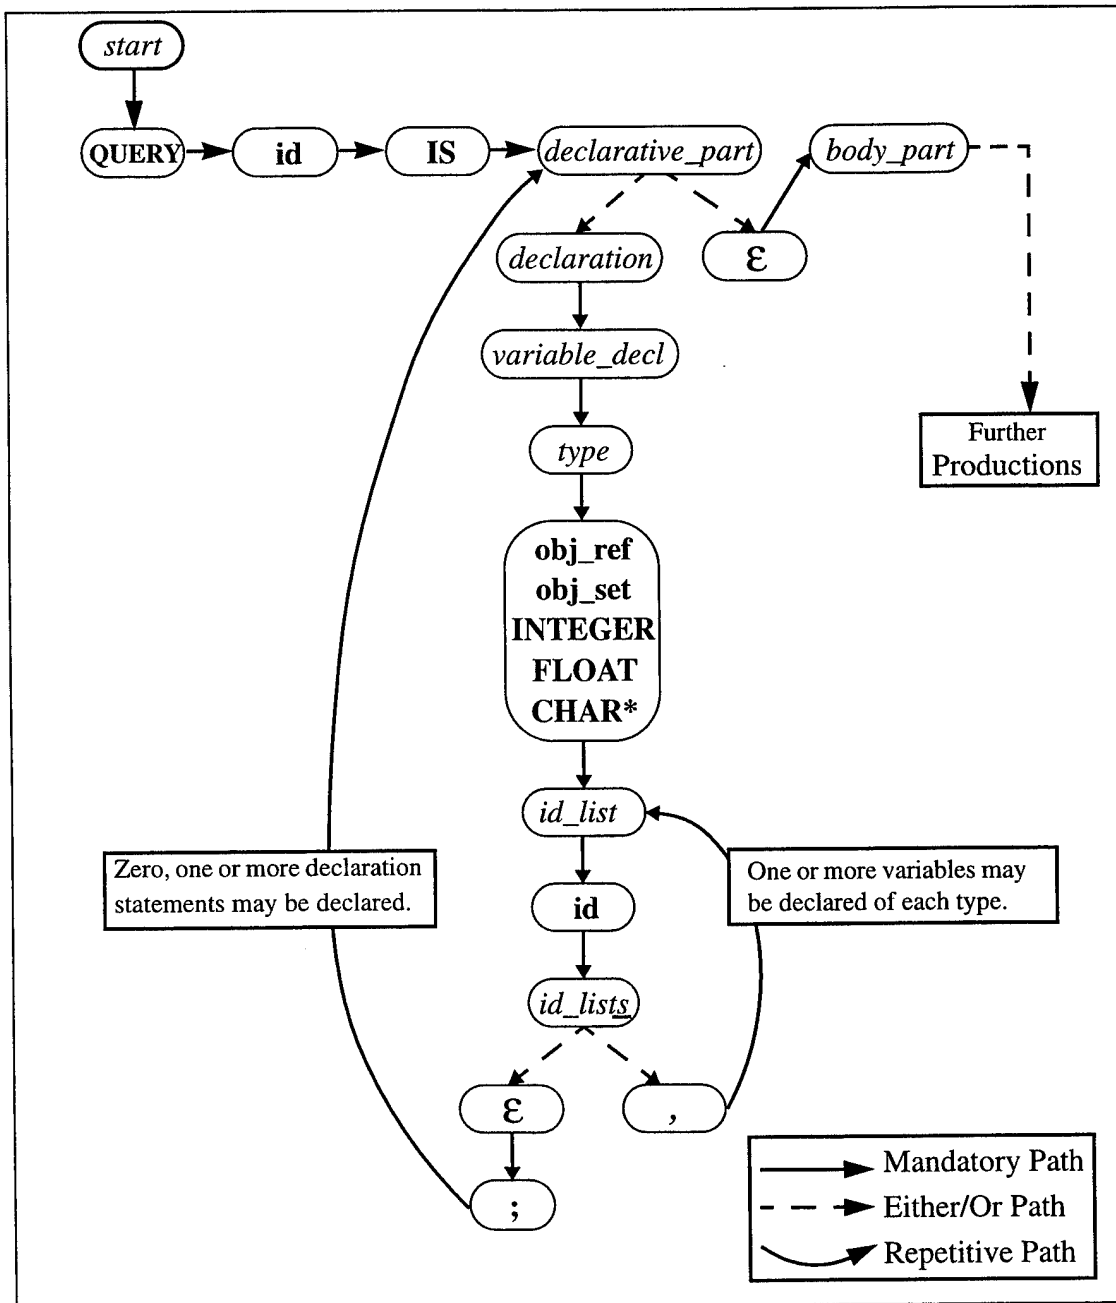 start
QUERY
id
IS
declarative_part
body_part
declaration
ε
variable_decl
type
Further
Productions
obj_ref
obj_set
INTEGER
FLOAT
CHAR*
id_list
Zero, one or more declaration
statements may be declared.
One or more variables may
be declared of each type.
id
id_lists
ε
,
;
Mandatory Path
Either/Or Path
Repetitive Path